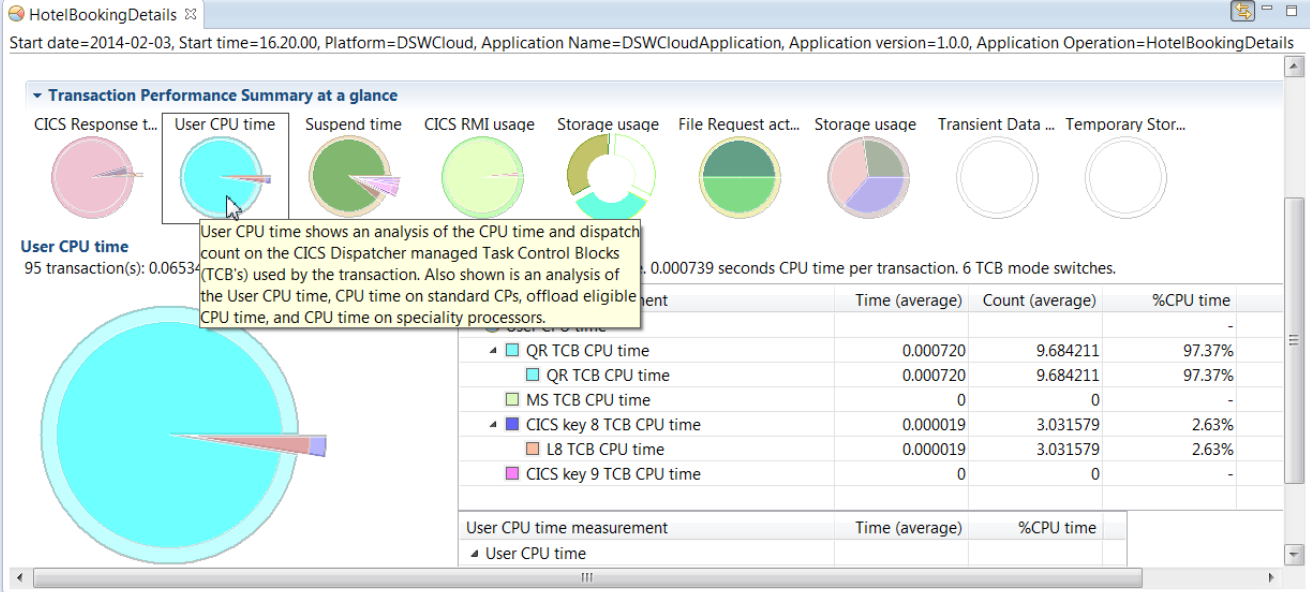 HotelBookingDetails
Start date=2014-02-03, Start time=16.20.00, Platform=DSWCloud, Application Name=DSWCloudApplication, Application version=1.0.0, Application Operation=HotelBookingDetails
Transaction Performance Summary at a glance
CICS Response t... User CPU time Suspend time CICS RMI usage Storage usage File Request act... Storage usage Transient Data ... Temporary Stor...
User CPU time shows an analysis of the CPU time and dispatch
count on the CICS Dispatcher managed Task Control Blocks
(TCB's) used by the transaction. Also shown is an analysis of
the User CPU time, CPU time on standard CPs, offload eligible
CPU time, and CPU time on speciality processors.
User CPU time
95 transaction(s): 0.0653 . 0.000739 seconds CPU time per transaction. 6 TCB mode switches.
Time (average) Count (average) %CPU time
User CPU time -
QR TCB CPU time 0.000720 9.684211 97.37%
QR TCB CPU time 0.000720 9.684211 97.37%
MS TCB CPU time 0 0 -
CICS key 8 TCB CPU time 0.000019 3.031579 2.63%
L8 TCB CPU time 0.000019 3.031579 2.63%
CICS key 9 TCB CPU time 0 0 -
User CPU time measurement Time (average) %CPU time
User CPU time